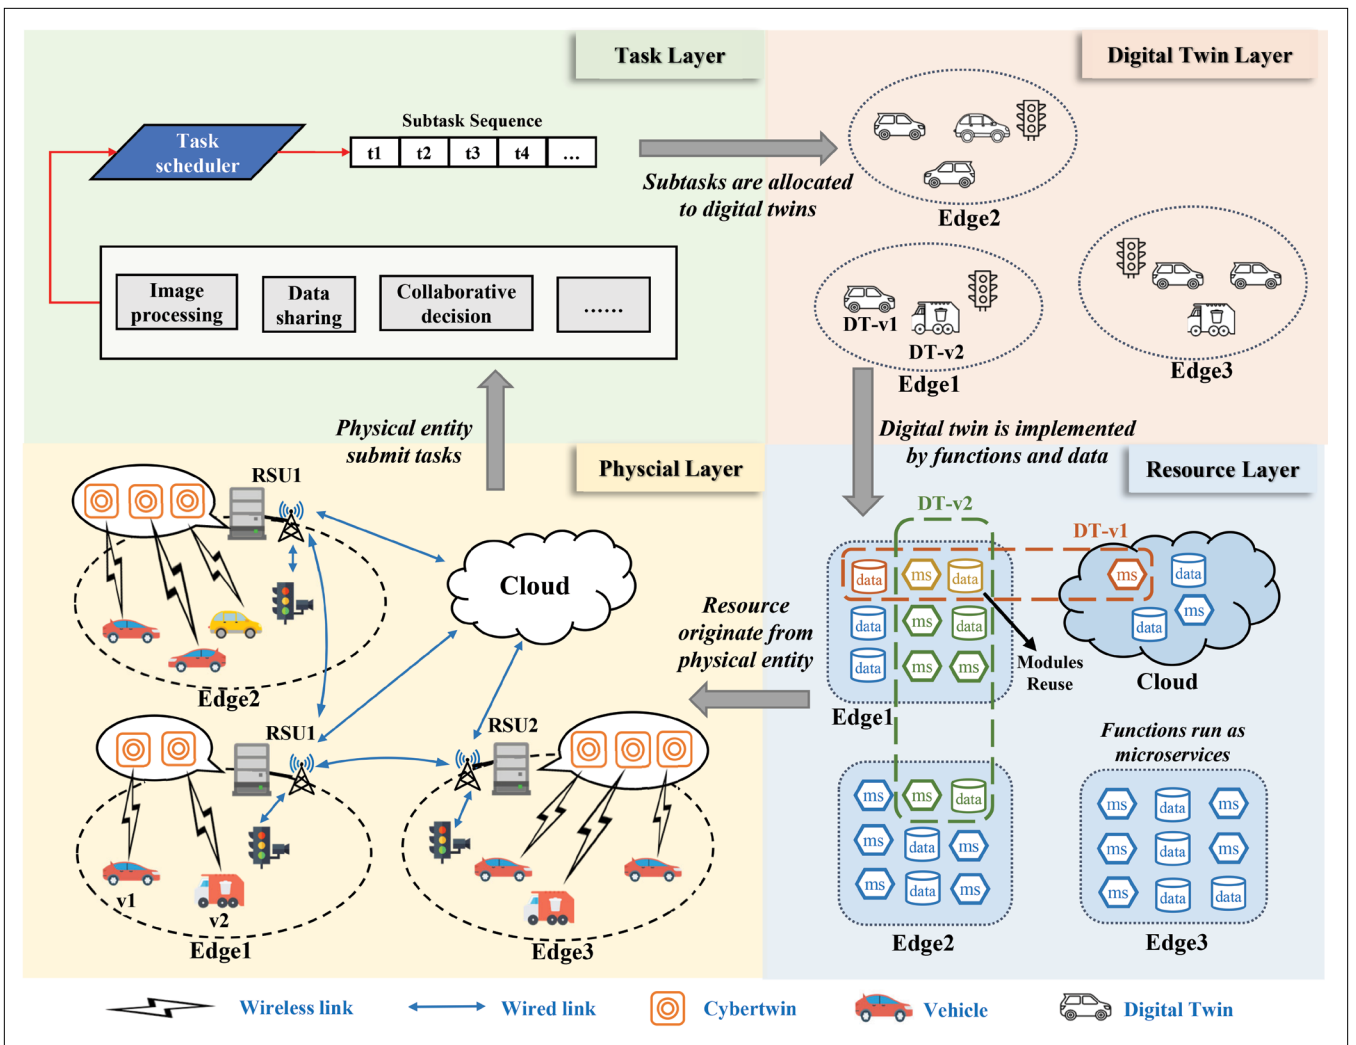 Task Layer
Task
scheduler
Subtask Sequence
t1 t2 t3 t4 ...
Subtasks are allocated
to digital twins
Image
processing
Data
sharing
Collaborative
decision
......
Physical entity
submit tasks
Digital Twin Layer
Edge2
DT-v1
DT-v2
Edge1
Edge3
Digital twin is implemented
by functions and data
Physcial Layer
RSU1
Edge2
Cloud
RSU1
v1
v2
Edge1
RSU2
Edge3
Resource
originate from
physical entity
Resource Layer
DT-v2
DT-v1
data ms data
data ms data
data ms ms
Edge1
ms data
ms
data
Cloud
Modules
Reuse
Functions run as
microservices
ms ms data
ms data ms
ms data ms
Edge2
ms data ms
ms data ms
ms data data
Edge3
Wireless link
Wired link
Cybertwin
Vehicle
Digital Twin